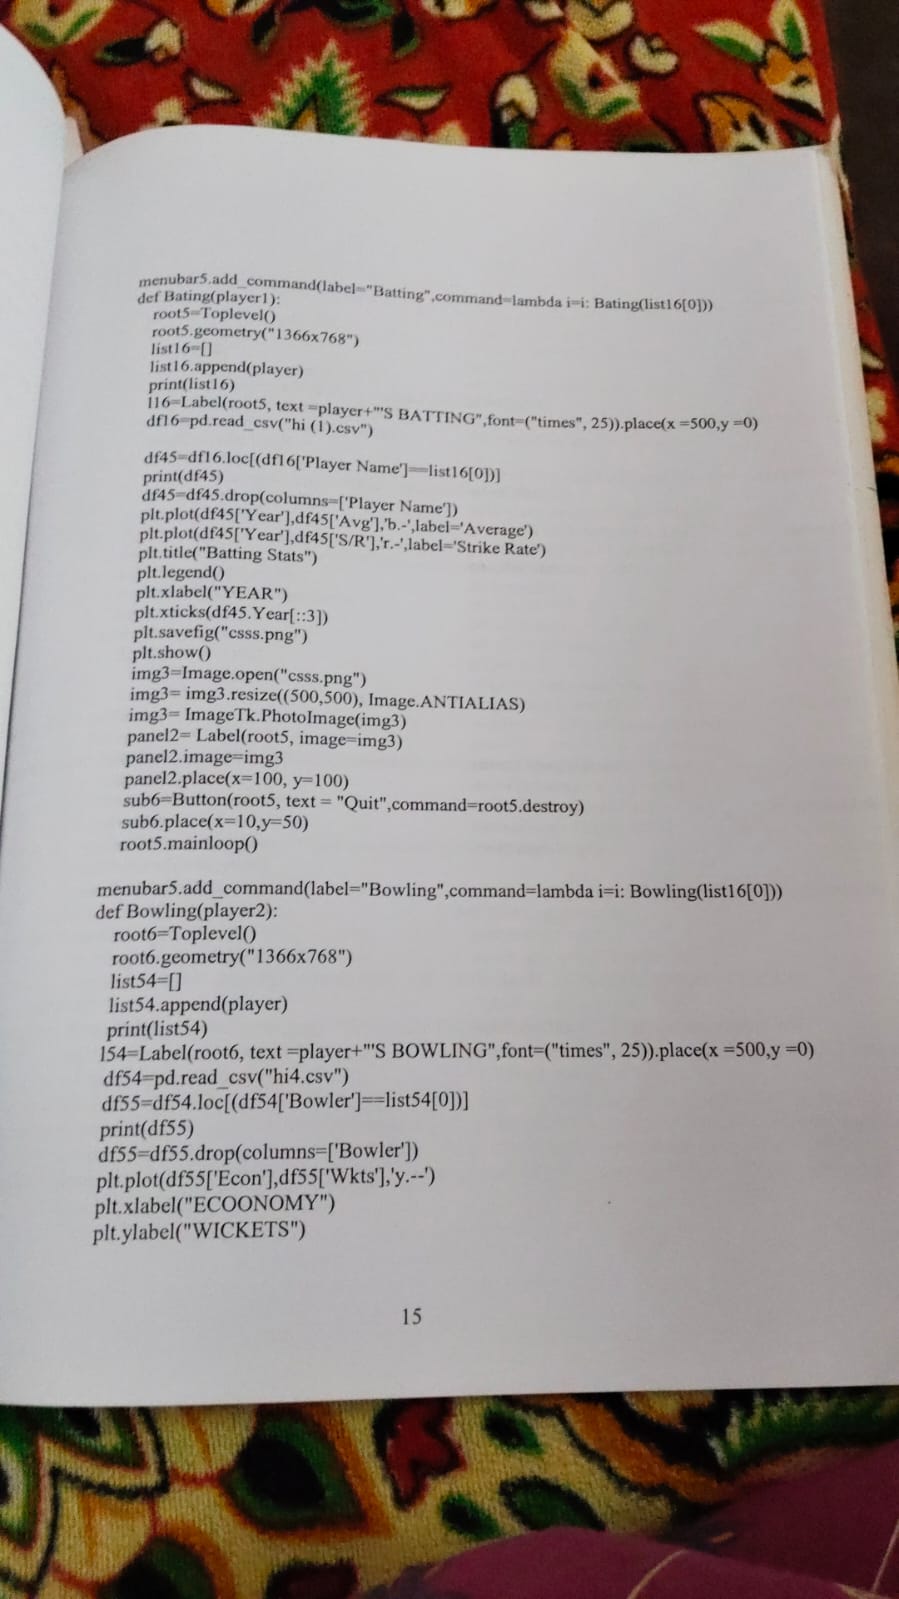 menubar5.add_command(label="Batting",command=lambda i=i: Bating(list16[0]))
def Bating(player1):
root5=Toplevel()
root5.geometry("1366x768")
list16=[]
list16.append(player)
print(list16)
l16=Label(root5, text =player+"'S BATTING",font=("times", 25)).place(x =500,y =0)
df16=pd.read_csv("hi (1).csv")
df45=df16.loc[(df16['Player Name']==list16[0])]
print(df45)
df45=df45.drop(columns=['Player Name'])
plt.plot(df45['Year'],df45['Avg'],'b.-',label='Average')
plt.plot(df45['Year'],df45['S/R'],'r.-',label='Strike Rate')
plt.title("Batting Stats")
plt.legend()
plt.xlabel("YEAR")
plt.xticks(df45.Year[::3])
plt.savefig("csss.png")
plt.show()
img3=Image.open("csss.png")
img3= img3.resize((500,500), Image.ANTIALIAS)
img3= ImageTk.PhotoImage(img3)
panel2= Label(root5, image=img3)
panel2.image=img3
panel2.place(x=100, y=100)
sub6=Button(root5, text = "Quit",command=root5.destroy)
sub6.place(x=10,y=50)
root5.mainloop()
menubar5.add_command(label="Bowling",command=lambda i=i: Bowling(list16[0]))
def Bowling(player2):
root6=Toplevel()
root6.geometry("1366x768")
list54=[]
list54.append(player)
print(list54)
l54=Label(root6, text =player+"'S BOWLING",font=("times", 25)).place(x =500,y =0)
df54=pd.read_csv("hi4.csv")
df55=df54.loc[(df54['Bowler']==list54[0])]
print(df55)
df55=df55.drop(columns=['Bowler'])
plt.plot(df55['Econ'],df55['Wkts'],'y.--')
plt.xlabel("ECOONOMY")
plt.ylabel("WICKETS")
15